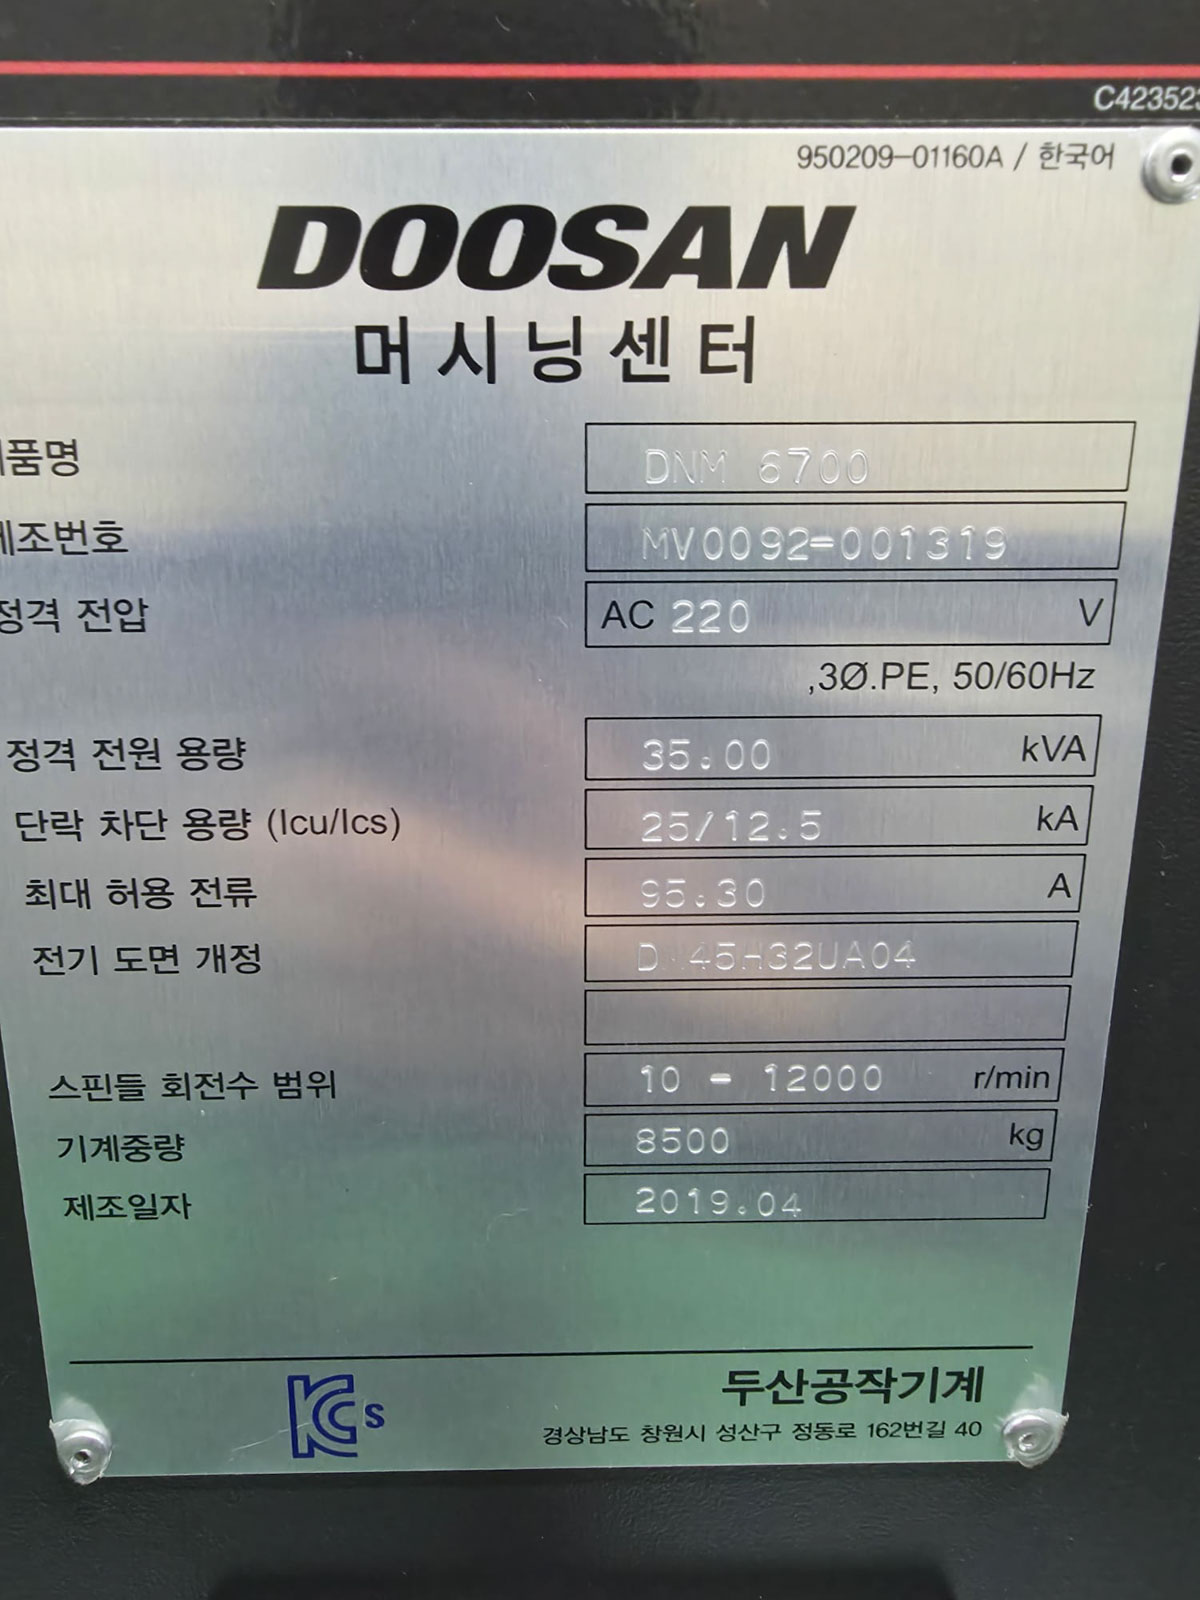 C42352
950209-01160A / 한국어
DOOSAN
머시닝센터
품명 DNM 6700
제조번호 MV0092-001319
정격 전압 AC 220 V
,3Ø.PE, 50/60Hz
정격 전원 용량 35.00 kVA
단락 차단 용량 (Icu/Ics) 25/12.5 kA
최대 허용 전류 95.30 A
전기 도면 개정
스핀들 회전수 범위 10 - 12000 r/min
기계중량 8500 kg
제조일자 2019.04
KCs
두산공작기계
경상남도 창원시 성산구 정동로 162번길 40